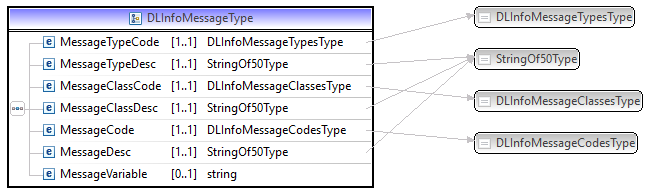 DLInfoMessageType
MessageTypeCode [1..1] DLInfoMessageTypesType
MessageTypeDesc [1..1] StringOf50Type
MessageClassCode [1..1] DLInfoMessageClassesType
MessageClassDesc [1..1] StringOf50Type
MessageCode [1..1] DLInfoMessageCodesType
MessageDesc [1..1] StringOf50Type
MessageVariable [0..1] string
DLInfoMessageTypesType
StringOf50Type
DLInfoMessageClassesType
DLInfoMessageCodesType